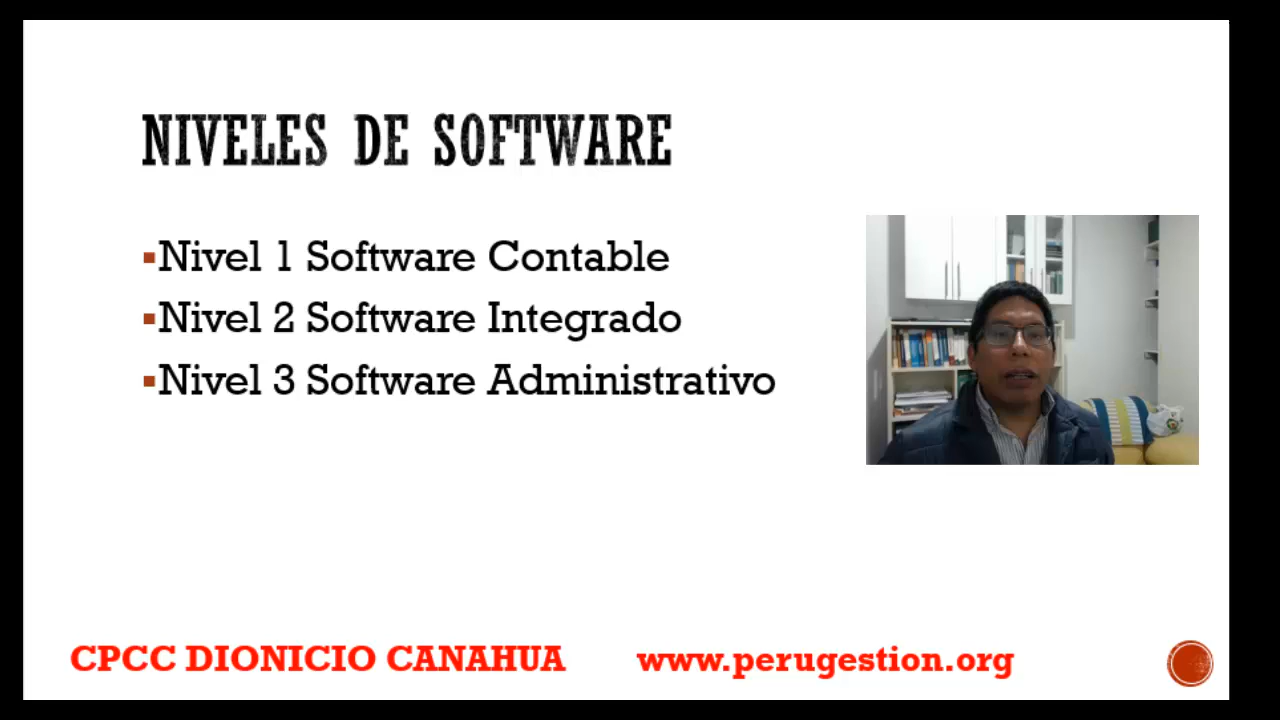 NIVELES DE SOFTWARE
▪Nivel 1 Software Contable
▪Nivel 2 Software Integrado
▪Nivel 3 Software Administrativo
CPCC DIONICIO CANAHUA www.perugestion.org